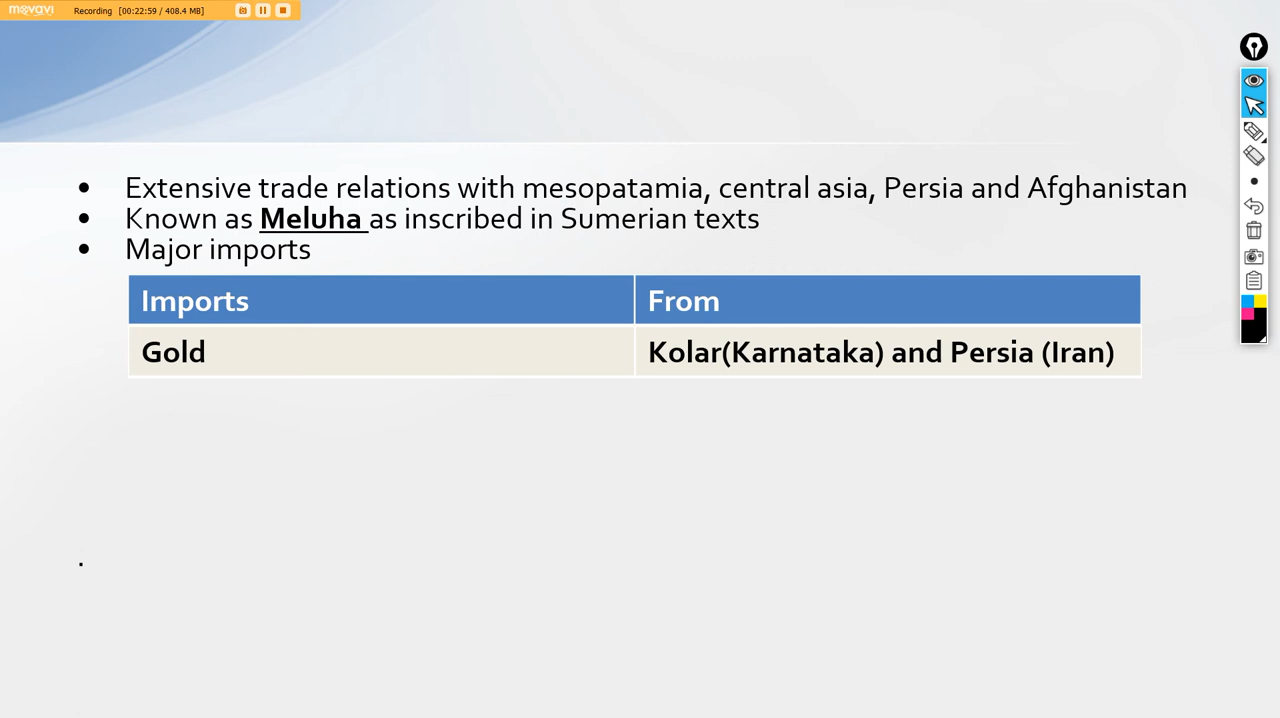 movavi Recording [00:22:59 / 408.4 MB]
• Extensive trade relations with mesopatamia, central asia, Persia and Afghanistan
• Known as Meluha as inscribed in Sumerian texts
• Major imports
Imports From
Gold Kolar(Karnataka) and Persia (Iran)
.